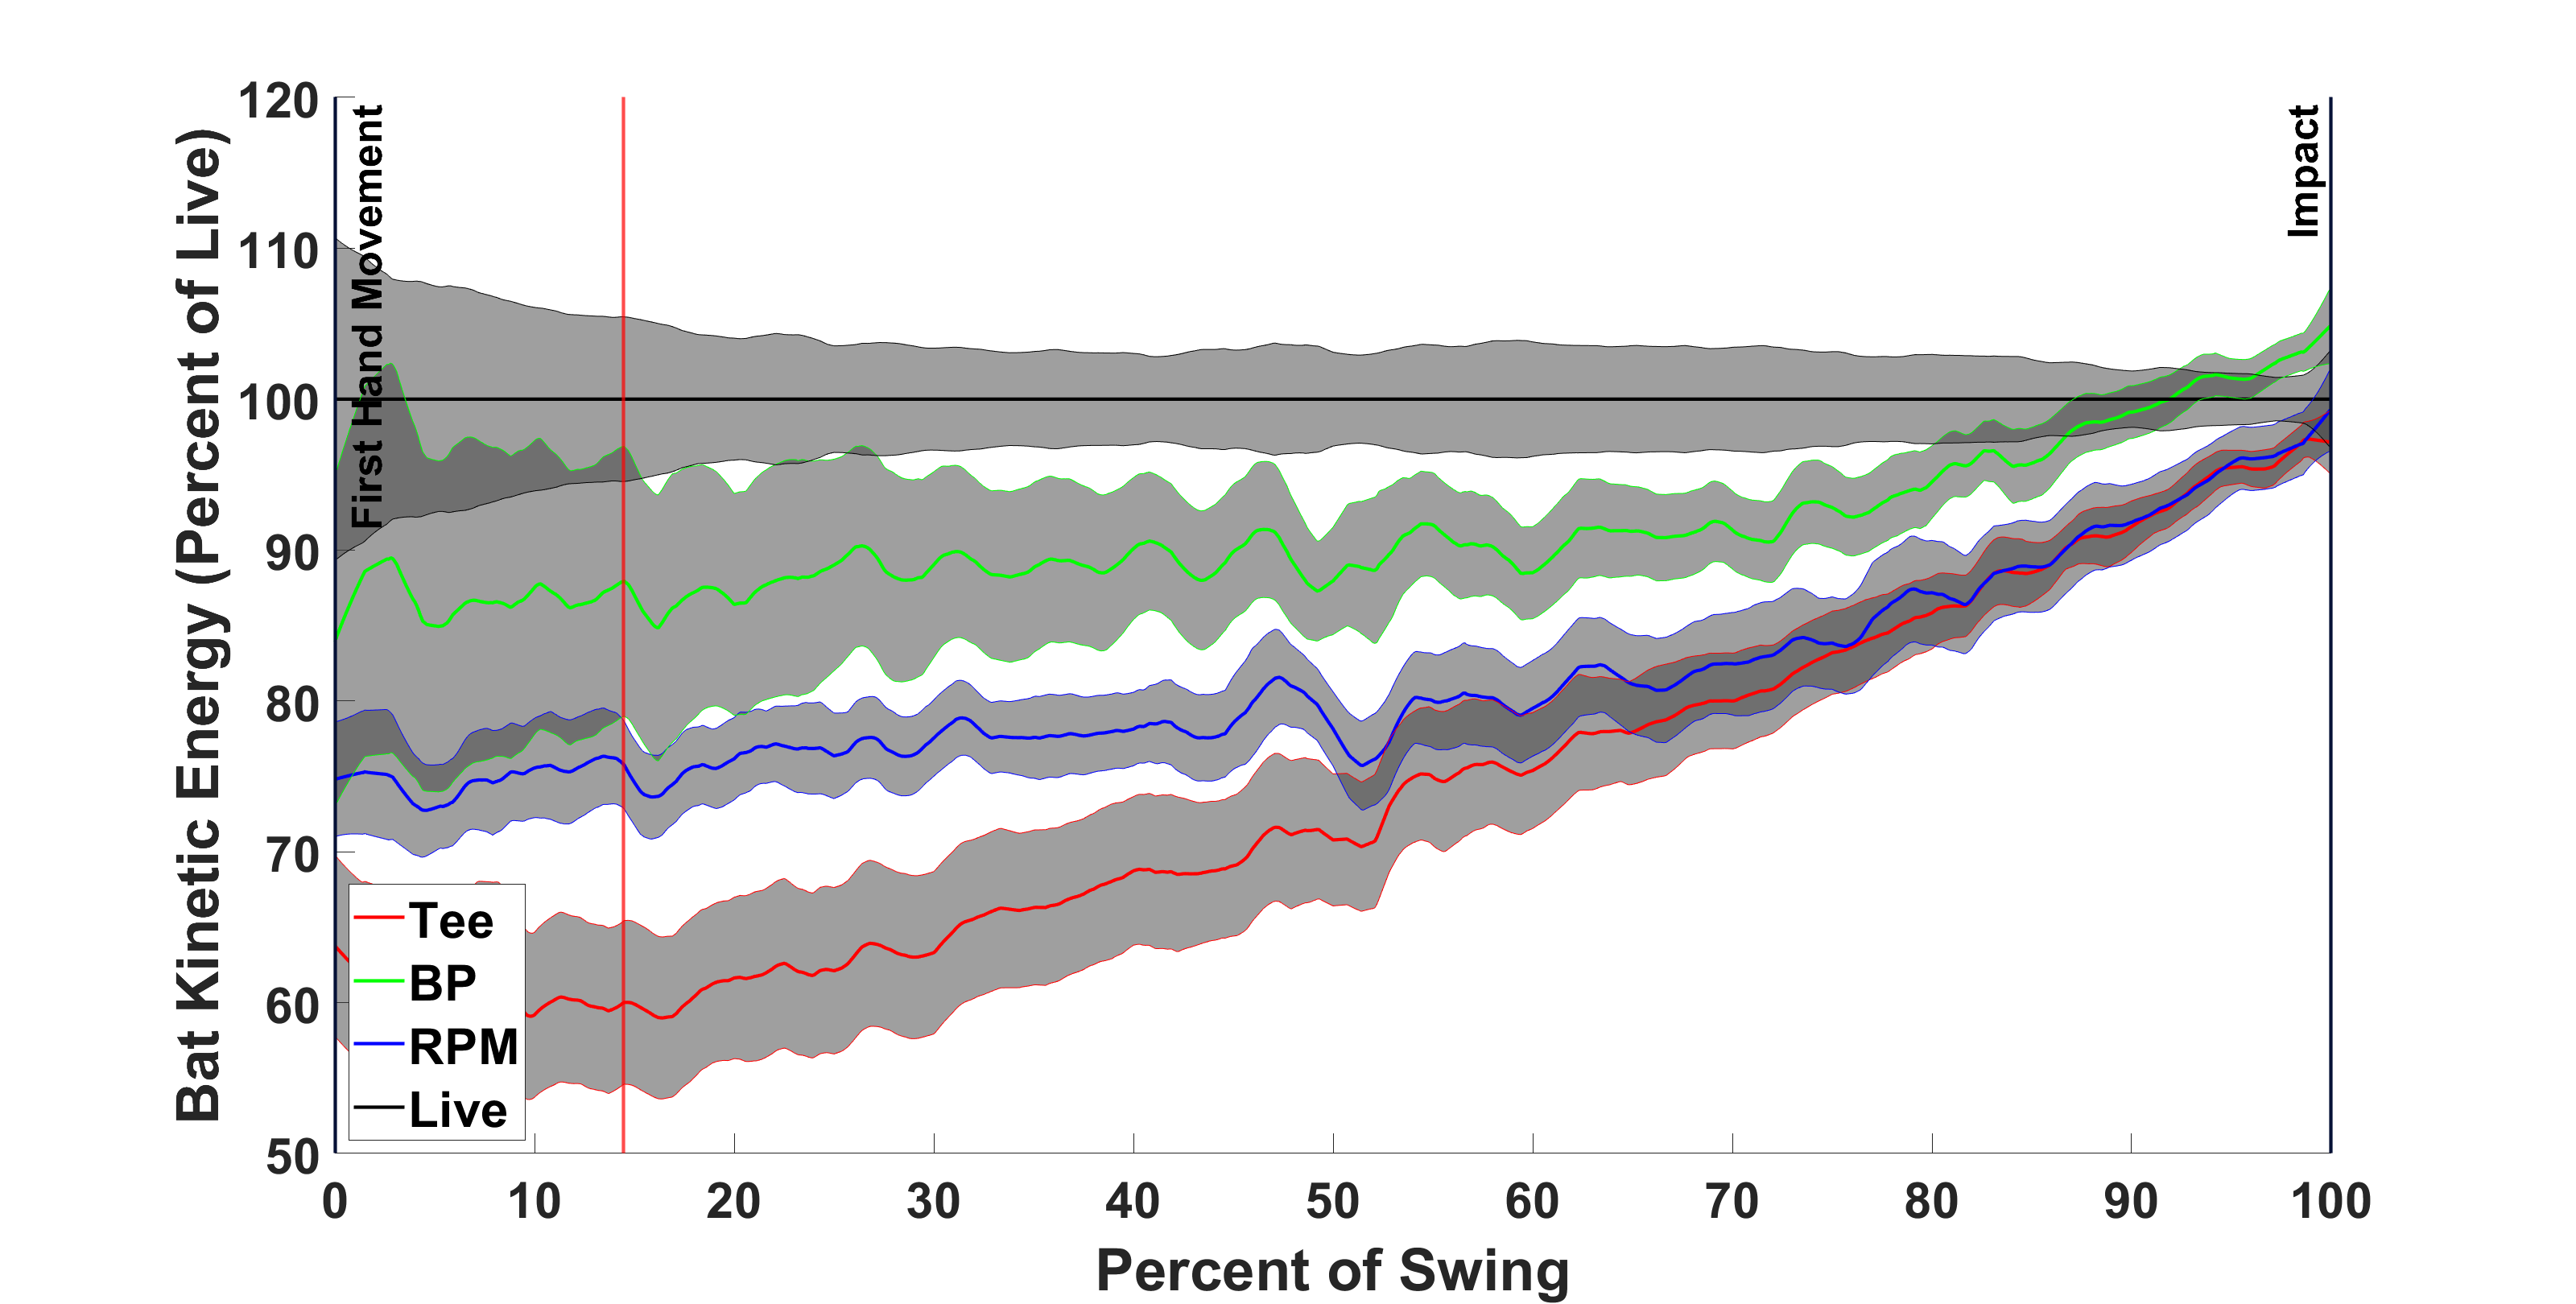 Bat Kinetic Energy (Percent of Live)
120
110
100
90
80
70
60
50
First Hand Movement
Impact
Tee
BP
RPM
Live
0 10 20 30 40 50 60 70 80 90 100
Percent of Swing